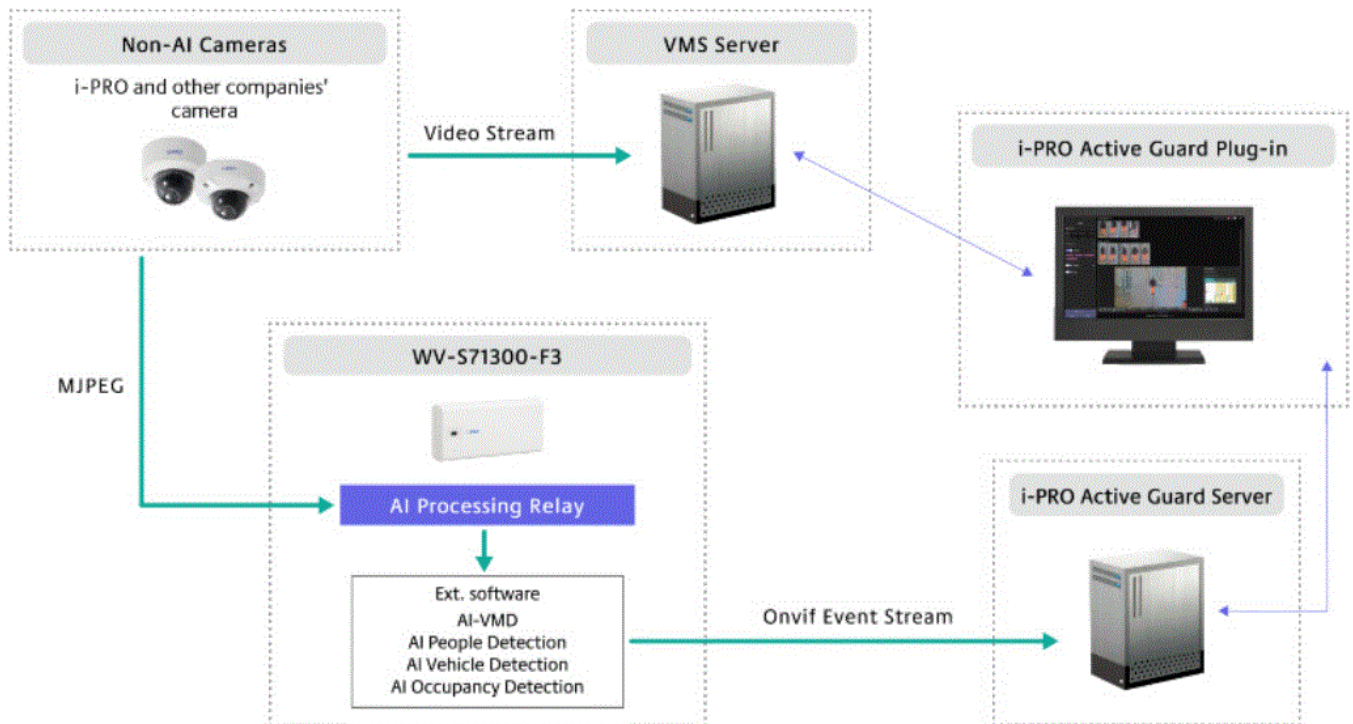 Non-AI Cameras
i-PRO and other companies'
camera
Video Stream
VMS Server
i-PRO Active Guard Plug-in
MJPEG
WV-S71300-F3
AI Processing Relay
Ext. software
AI-VMD
AI People Detection
AI Vehicle Detection
AI Occupancy Detection
Onvif Event Stream
i-PRO Active Guard Server